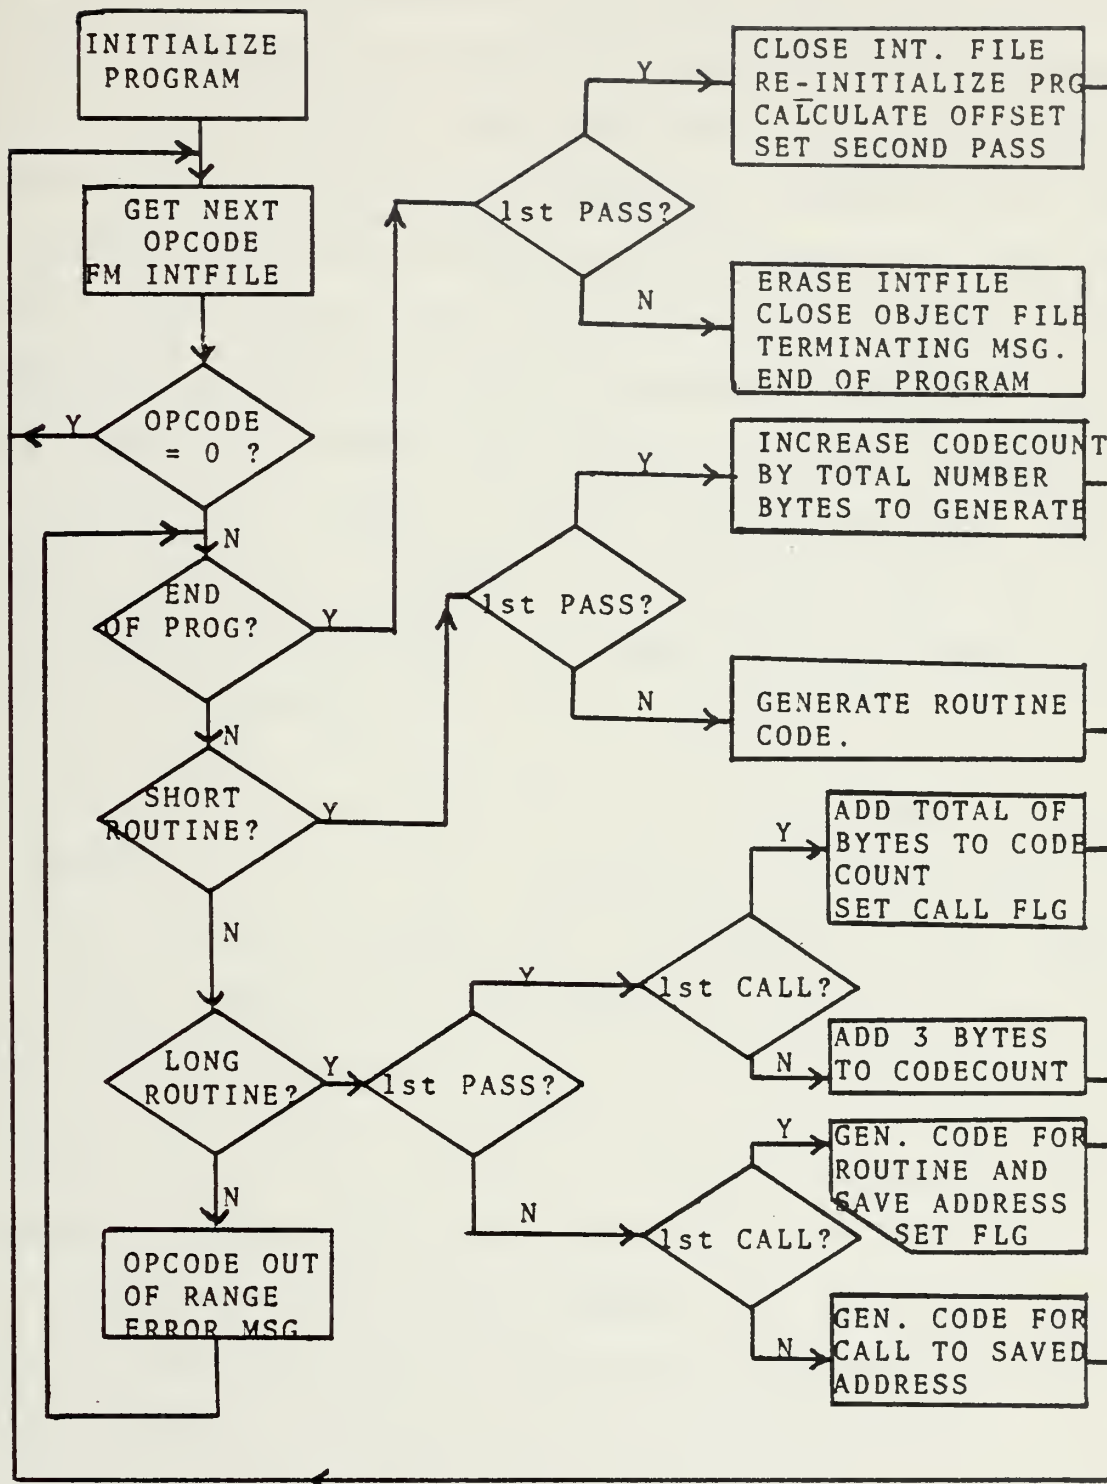 INITIALIZE
PROGRAM
GET NEXT
OPCODE
FM INTFILE
OPCODE
= 0 ?
Y
N
END
OF PROG?
Y
N
SHORT
ROUTINE?
Y
N
LONG
ROUTINE?
Y
N
OPCODE OUT
OF RANGE
ERROR MSG.
1st PASS?
Y
CLOSE INT. FILE
RE-INITIALIZE PRG
CALCULATE OFFSET
SET SECOND PASS
N
ERASE INTFILE
CLOSE OBJECT FILE
TERMINATING MSG.
END OF PROGRAM
1st PASS?
Y
INCREASE CODECOUNT
BY TOTAL NUMBER
BYTES TO GENERATE
N
GENERATE ROUTINE
CODE.
1st PASS?
Y
1st CALL?
Y
ADD TOTAL OF
BYTES TO CODE
COUNT
SET CALL FLG
N
ADD 3 BYTES
TO CODECOUNT
N
1st CALL?
Y
GEN. CODE FOR
ROUTINE AND
SAVE ADDRESS
SET FLG
N
GEN. CODE FOR
CALL TO SAVED
ADDRESS